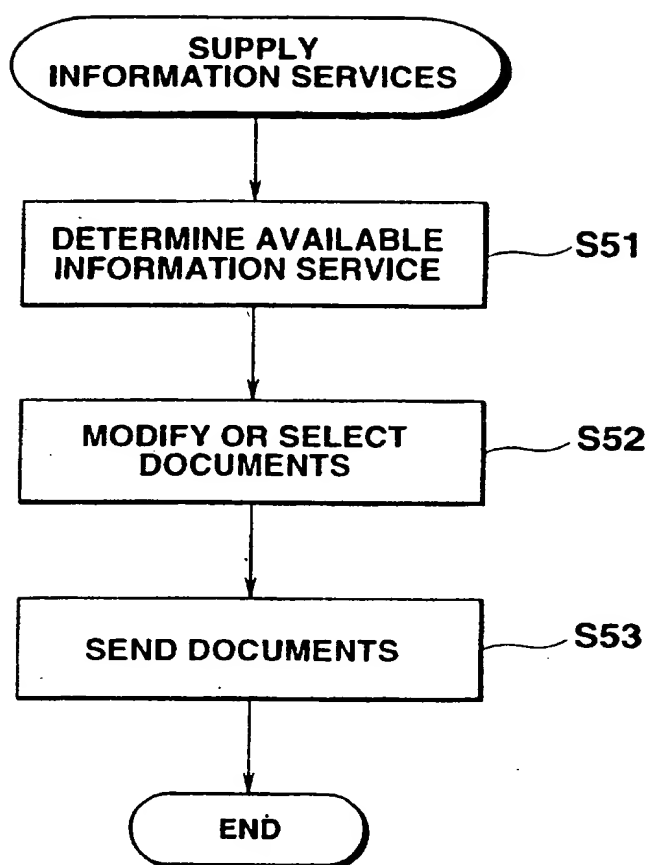 SUPPLY
INFORMATION SERVICES
DETERMINE AVAILABLE
INFORMATION SERVICE
S51
MODIFY OR SELECT
DOCUMENTS
S52
SEND DOCUMENTS
S53
END